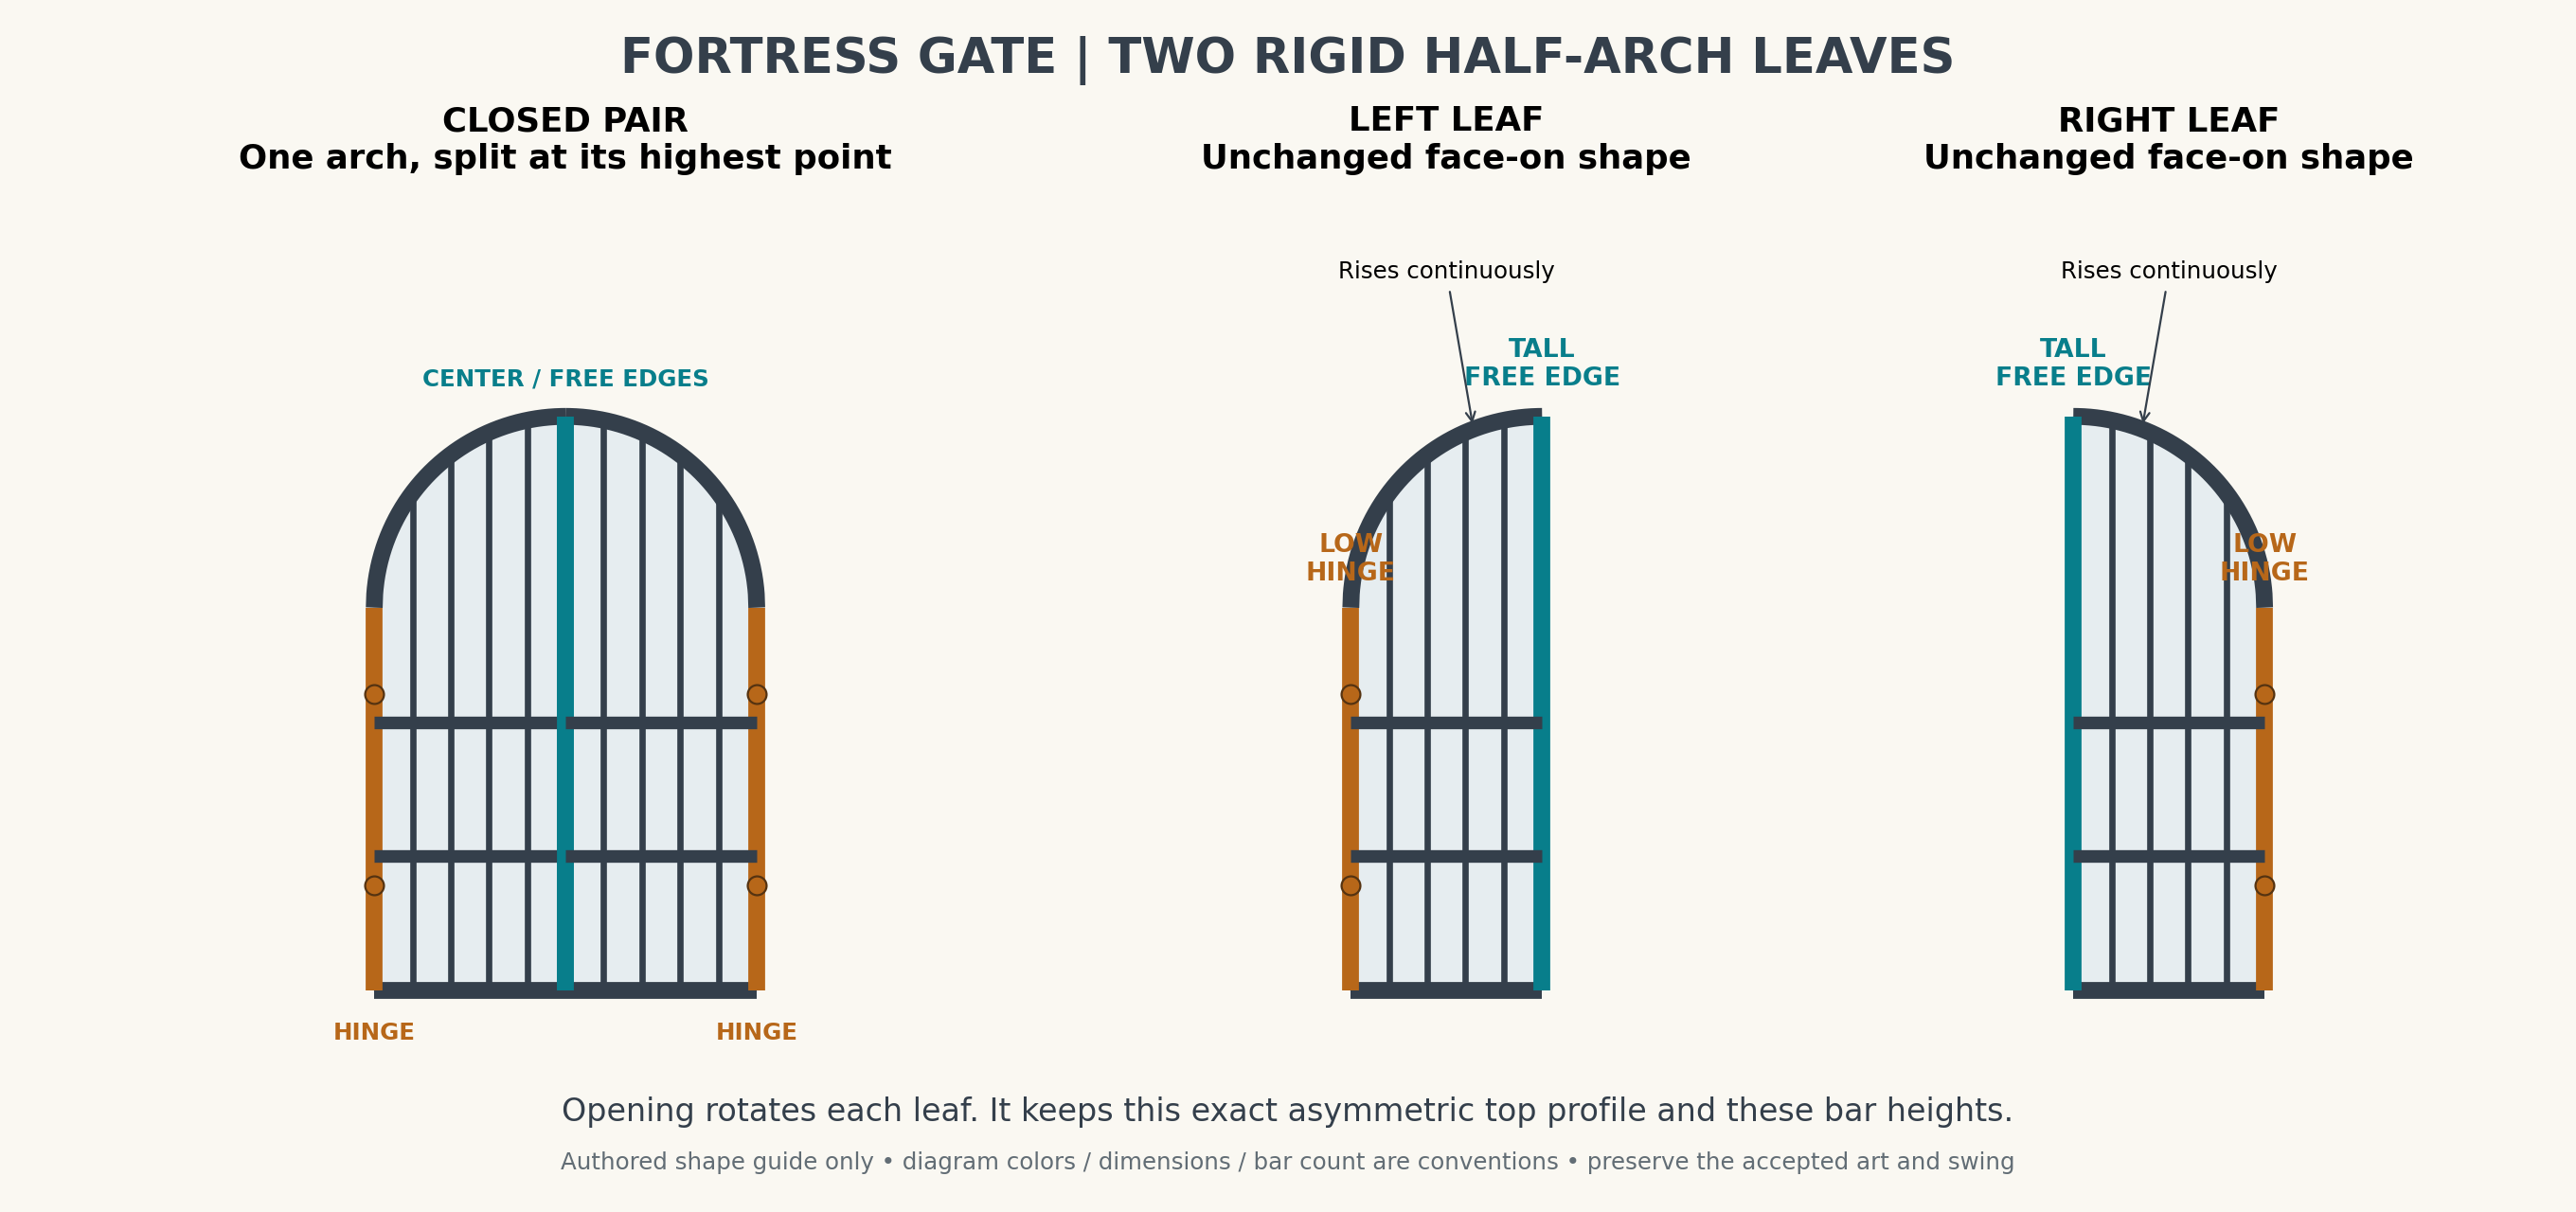 FORTRESS GATE | TWO RIGID HALF-ARCH LEAVES
CLOSED PAIR
One arch, split at its highest point
CENTER / FREE EDGES
HINGE
HINGE
LEFT LEAF
Unchanged face-on shape
Rises continuously
TALL
FREE EDGE
LOW
HINGE
RIGHT LEAF
Unchanged face-on shape
Rises continuously
TALL
FREE EDGE
LOW
HINGE
Opening rotates each leaf. It keeps this exact asymmetric top profile and these bar heights.
Authored shape guide only • diagram colors / dimensions / bar count are conventions • preserve the accepted art and swing